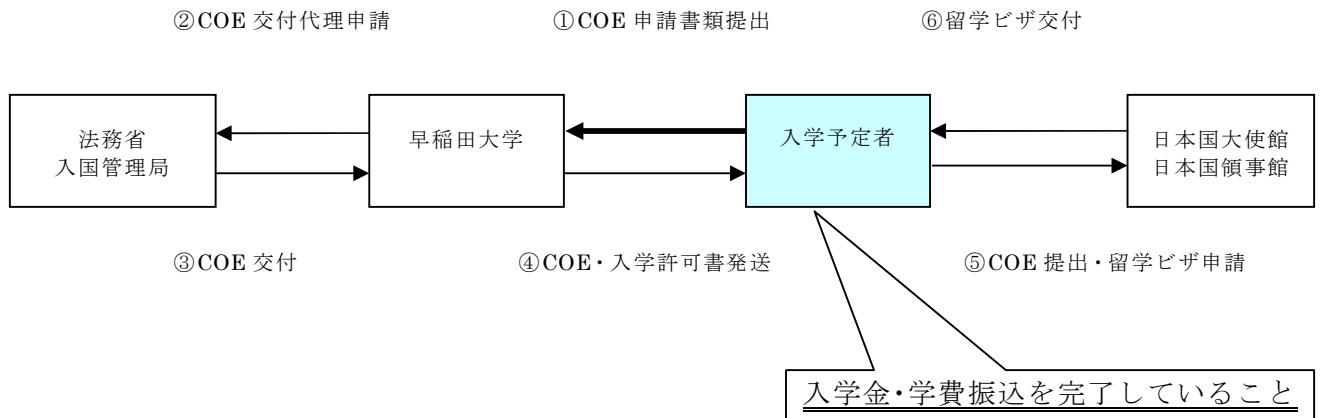 ②COE 交付代理申請
①COE 申請書類提出
⑥留学ビザ交付
法務省
入国管理局
早稲田大学
入学予定者
日本国大使館
日本国領事館
③COE 交付
④COE・入学許可書発送
⑤COE 提出・留学ビザ申請
入学金・学費振込を完了していること